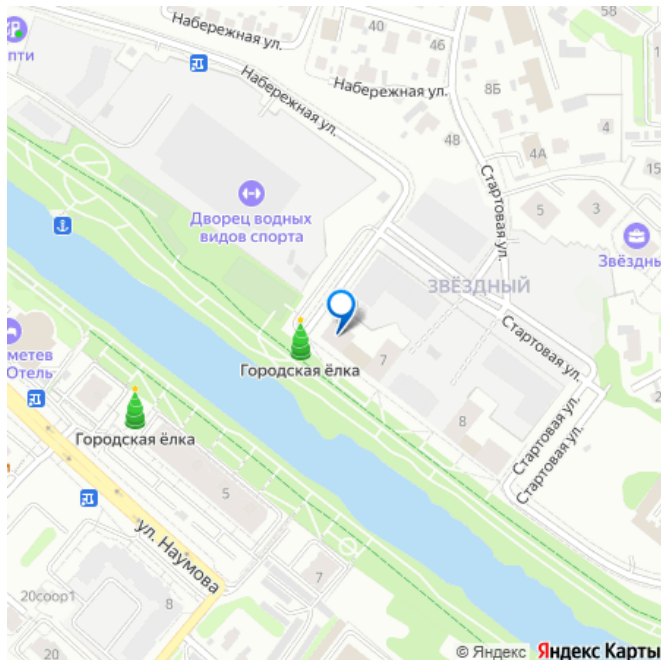 58
Набережная ул.
40
46
пти
Набережная ул.
8Б
Набережная ул.
4
48
4А
15
Стартовая ул.
Дворец водных
видов спорта
5
3
Звёздны
ЗВЁЗДНЫЙ
Стартовая ул.
метев
Отель
Городская ёлка
7
2
Стартовая ул.
Стартовая ул.
8
Городская ёлка
5
ул. Наумова
7
20соор1
8
20
© Яндекс Яндекс Карты